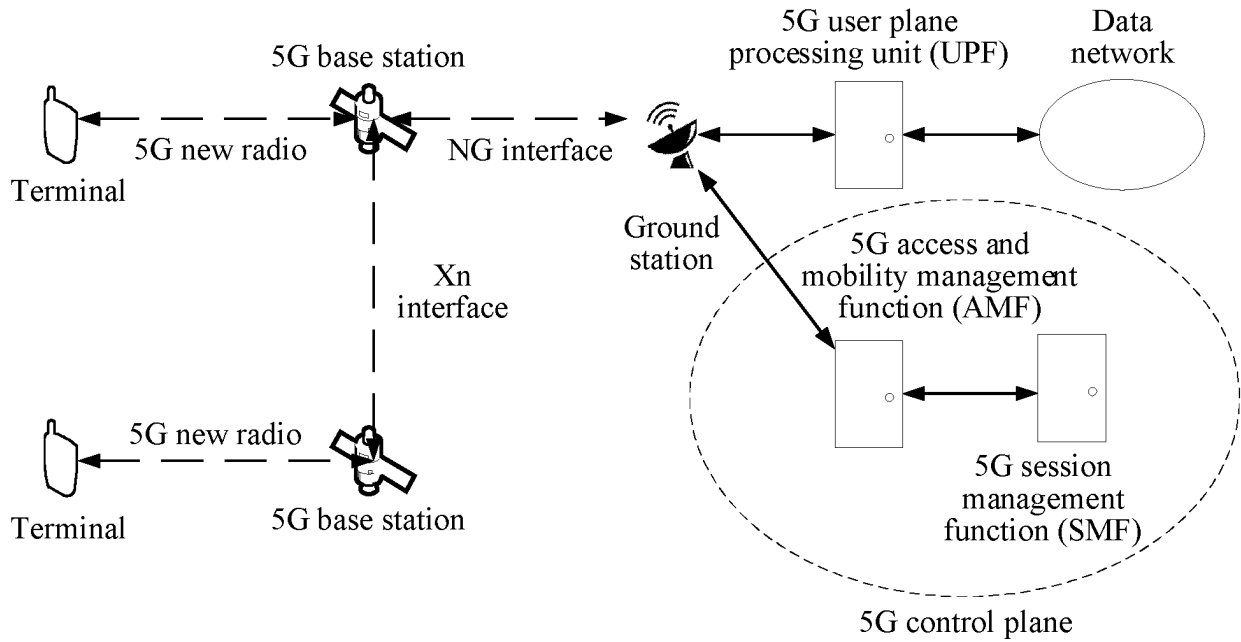 5G base station
5G user plane
processing unit (UPF)
Data
network
5G new radio
NG interface
Terminal
Ground
station
5G access and
mobility management
function (AMF)
Xn
interface
5G new radio
Terminal
5G base station
5G session
management
function (SMF)
5G control plane